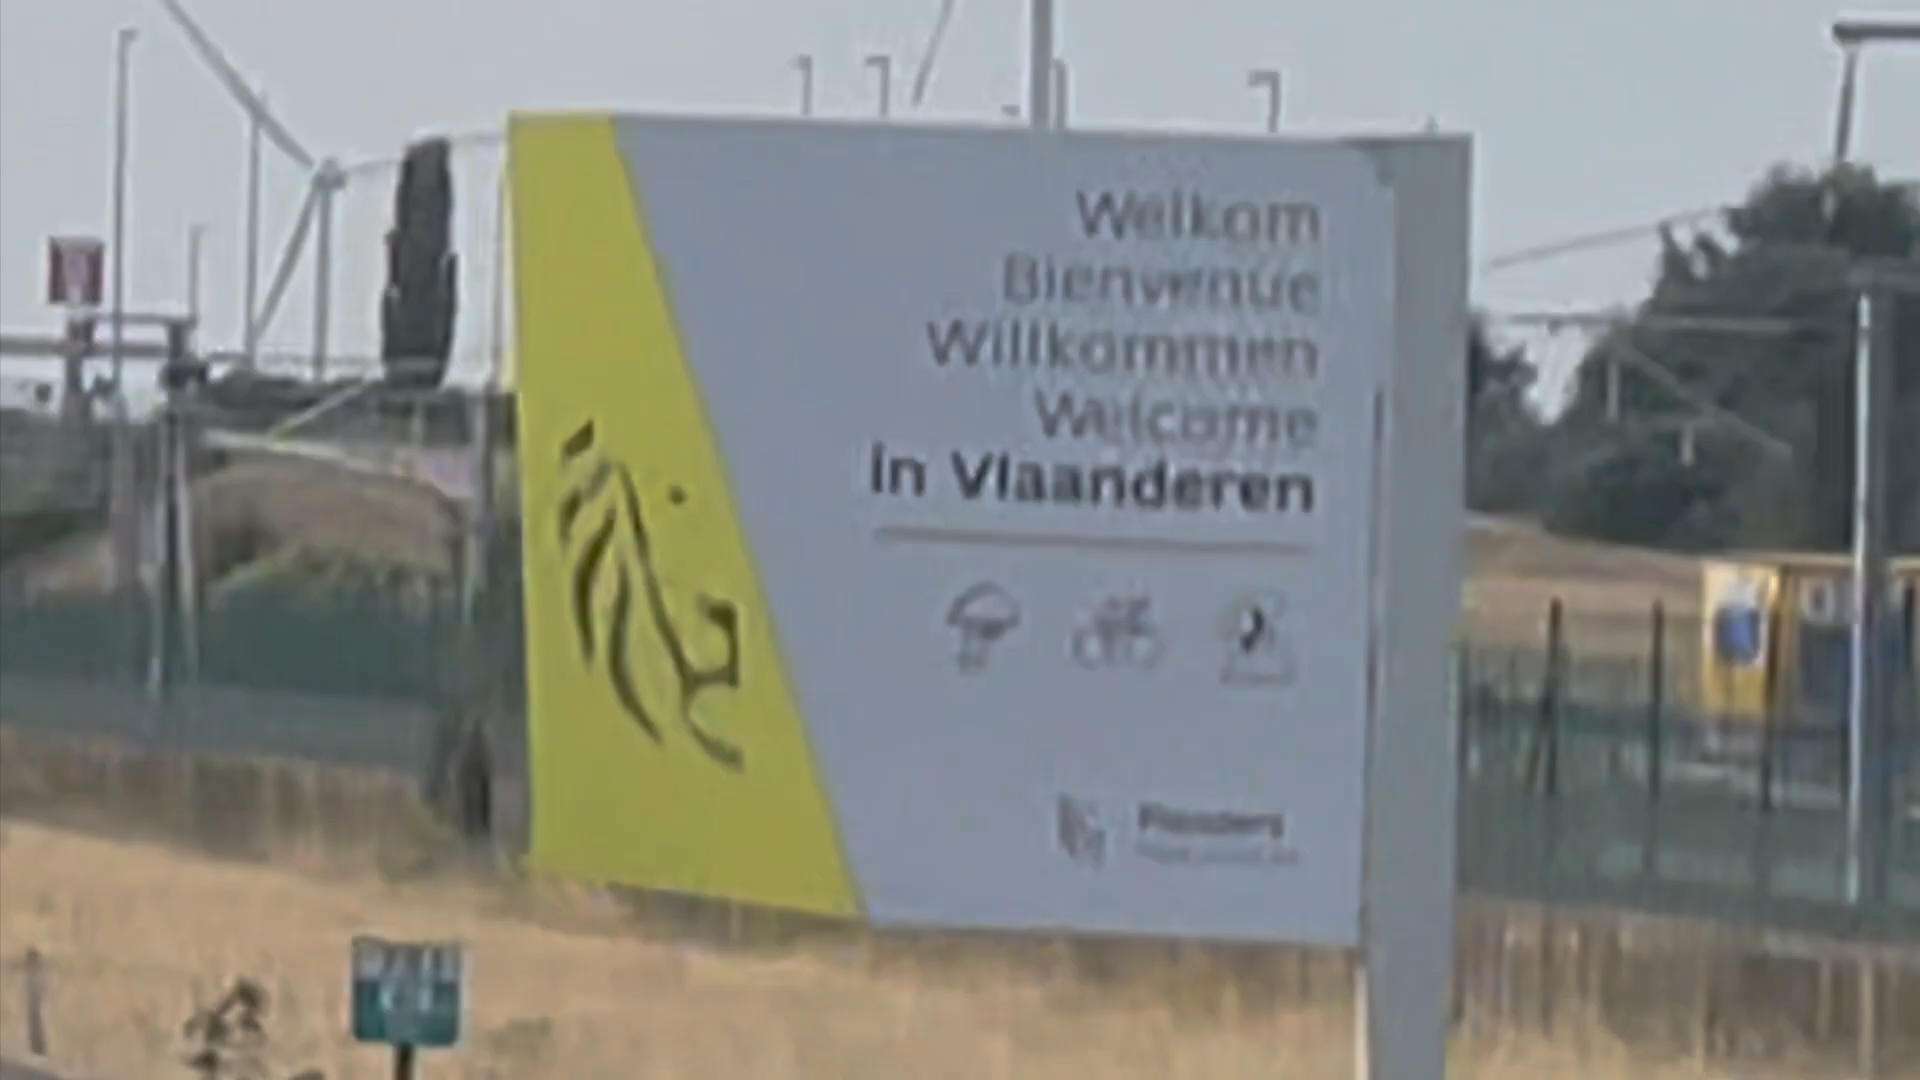 Welkom
Bienvenue
Willkommen
Welcome
in Vlaanderen
Flanders